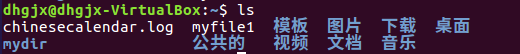 dhgjx@dhgjx-VirtualBox:~$ ls
chinesecalendar.log myfile1 模板 图片 下载 桌面
mydir 公共的 视频 文档 音乐